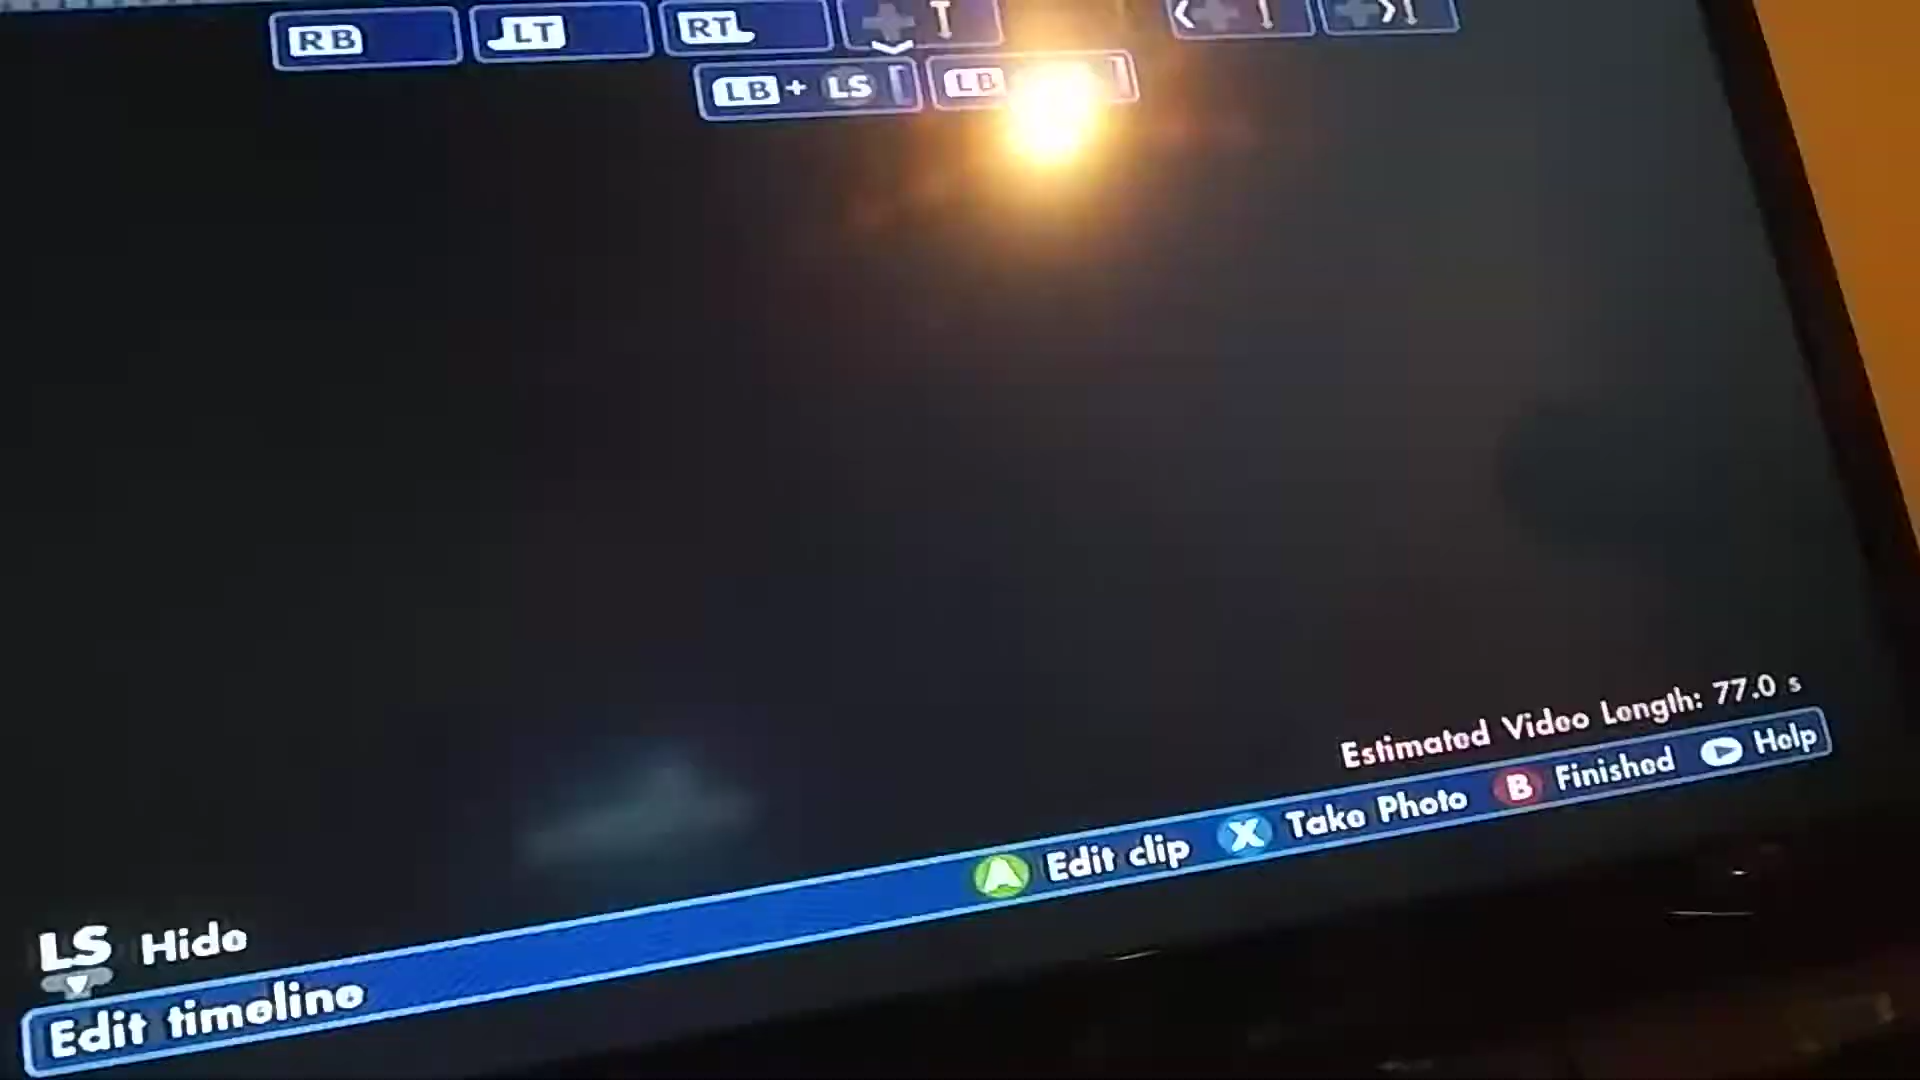 RB LT RT
LB + LS LB
Estimated Video Length: 77.0 s
A Edit clip X Take Photo B Finished Help
LS Hide
Edit timeline